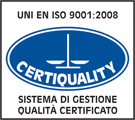 UNI EN ISO 9001:2008
CERTIQUALITY
SISTEMA DI GESTIONE
QUALITÀ CERTIFICATO